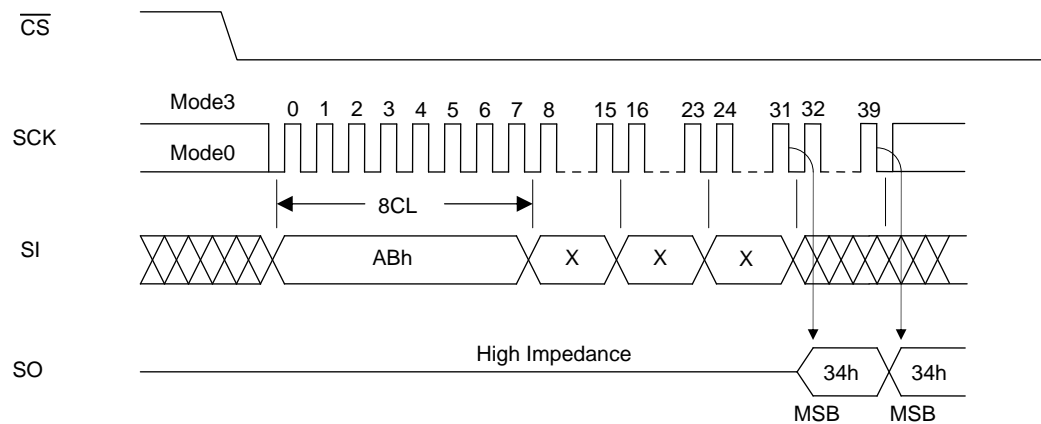 CS
Mode3
0 1 2 3 4 5 6 7 8 15 16 23 24 31 32 39
SCK
Mode0
8CL
SI
ABh X X X
High Impedance
SO
34h 34h
MSB MSB